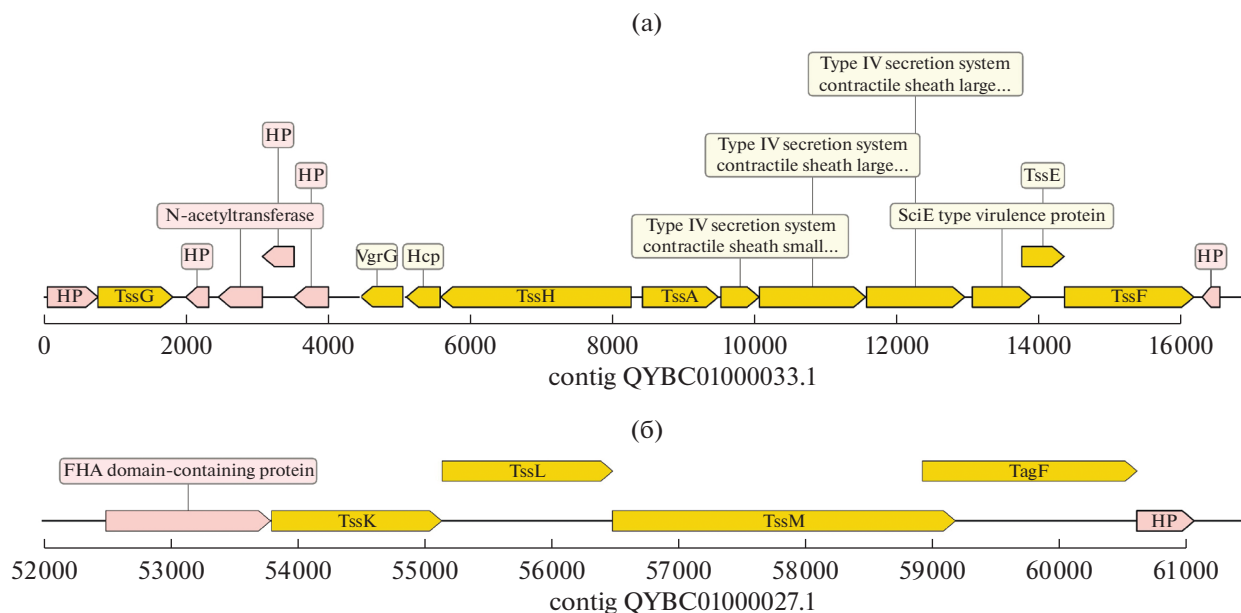 (а)
Type IV secretion system
contractile sheath large...
HP
Type IV secretion system
contractile sheath large...
HP
TssE
N-acetyltransferase
Type IV secretion system
contractile sheath small...
SciE type virulence protein
HP
VgrG
Hcp
HP
HP
TssG
TssH
TssA
TssF
0 2000 4000 6000 8000 10000 12000 14000 16000
contig QYBC01000033.1
(б)
FHA domain-containing protein
TssL
TagF
TssK
TssM
HP
52000 53000 54000 55000 56000 57000 58000 59000 60000 61000
contig QYBC01000027.1